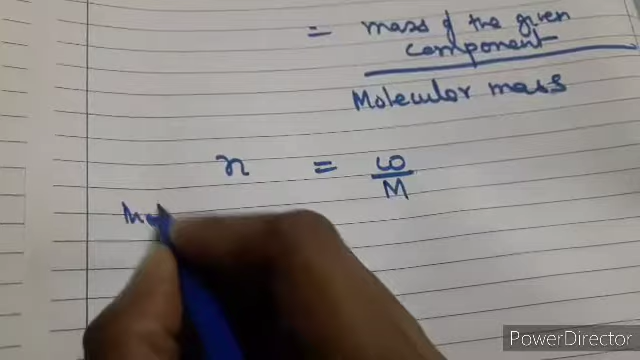 = mass of the given
component
Molecular mass
n = w
M
PowerDirector